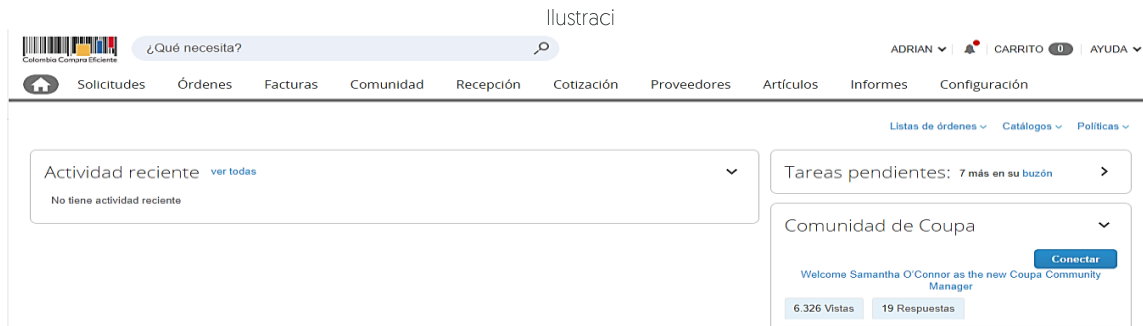 Ilustraci
Colombia Compra Eficiente
¿Qué necesita?
ADRIAN
CARRITO 0
AYUDA
Solicitudes Órdenes Facturas Comunidad Recepción Cotización Proveedores Artículos Informes Configuración
Listas de órdenes Catálogos Políticas
Actividad reciente ver todas
No tiene actividad reciente
Tareas pendientes: 7 más en su buzón
Comunidad de Coupa
Conectar
Welcome Samantha O'Connor as the new Coupa Community
Manager
6.326 Vistas 19 Respuestas